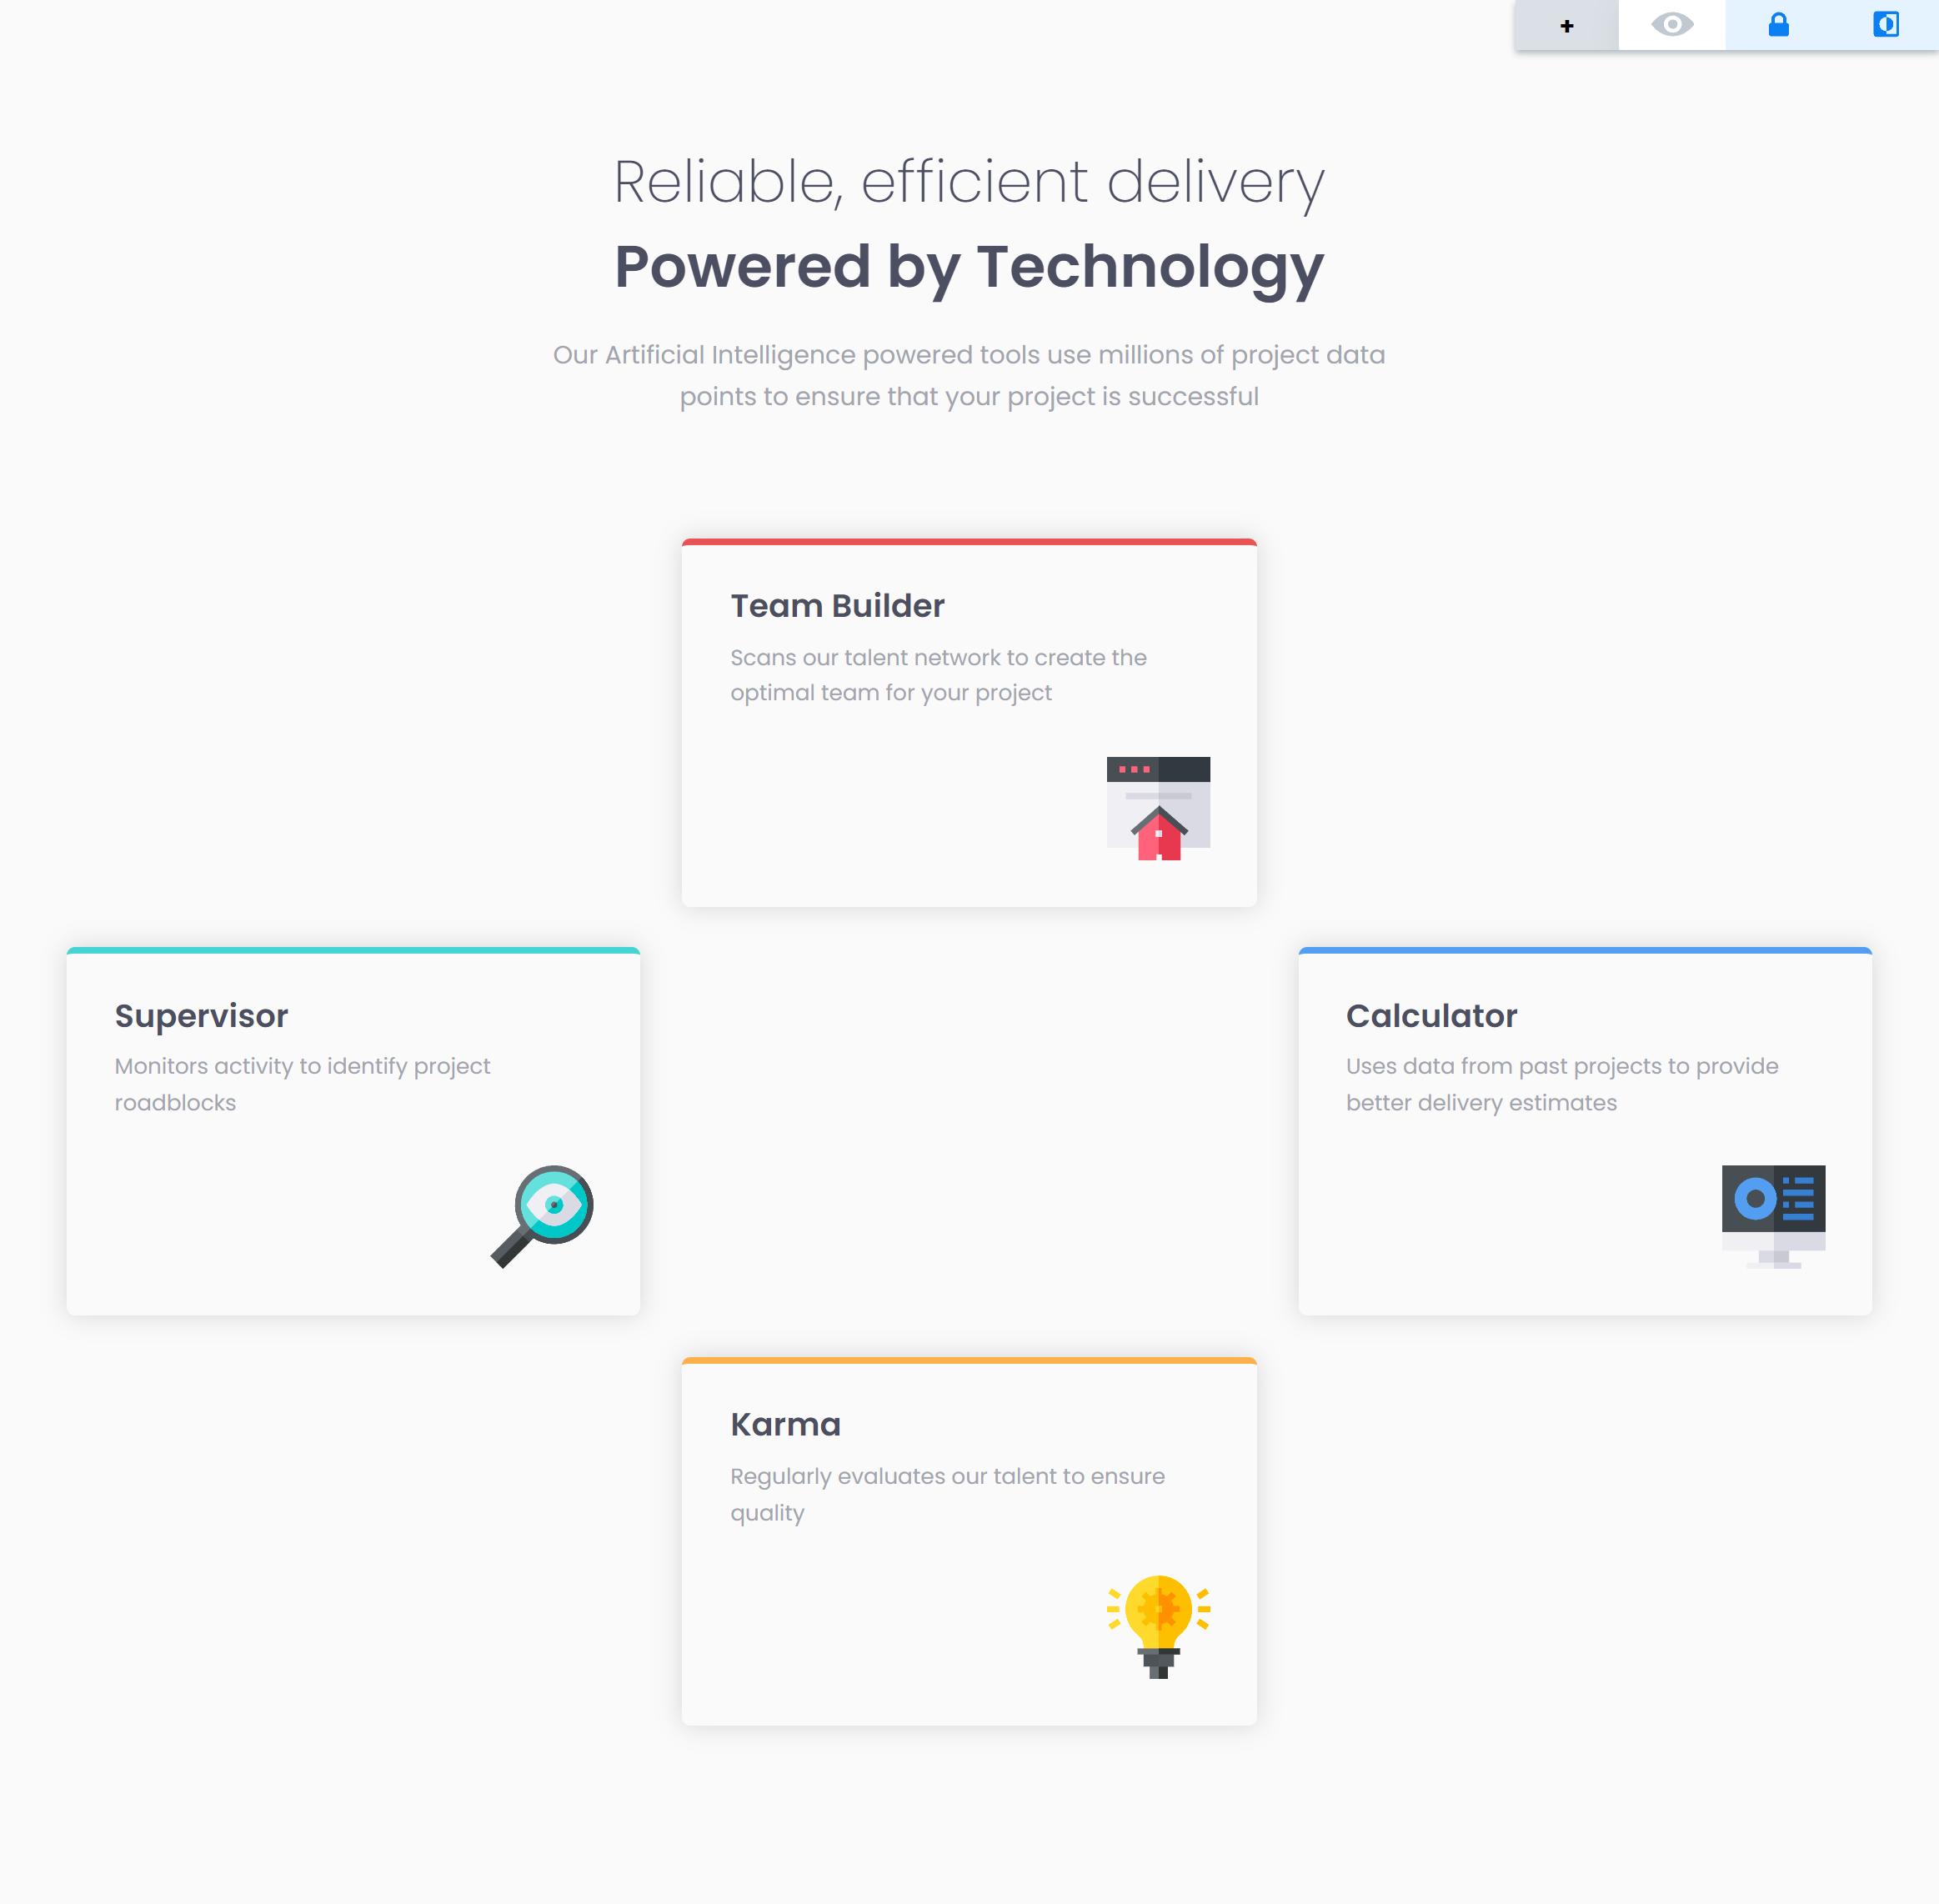 +
Reliable, efficient delivery
Powered by Technology
Our Artificial Intelligence powered tools use millions of project data
points to ensure that your project is successful
Team Builder
Scans our talent network to create the
optimal team for your project
Supervisor
Monitors activity to identify project
roadblocks
Calculator
Uses data from past projects to provide
better delivery estimates
Karma
Regularly evaluates our talent to ensure
quality